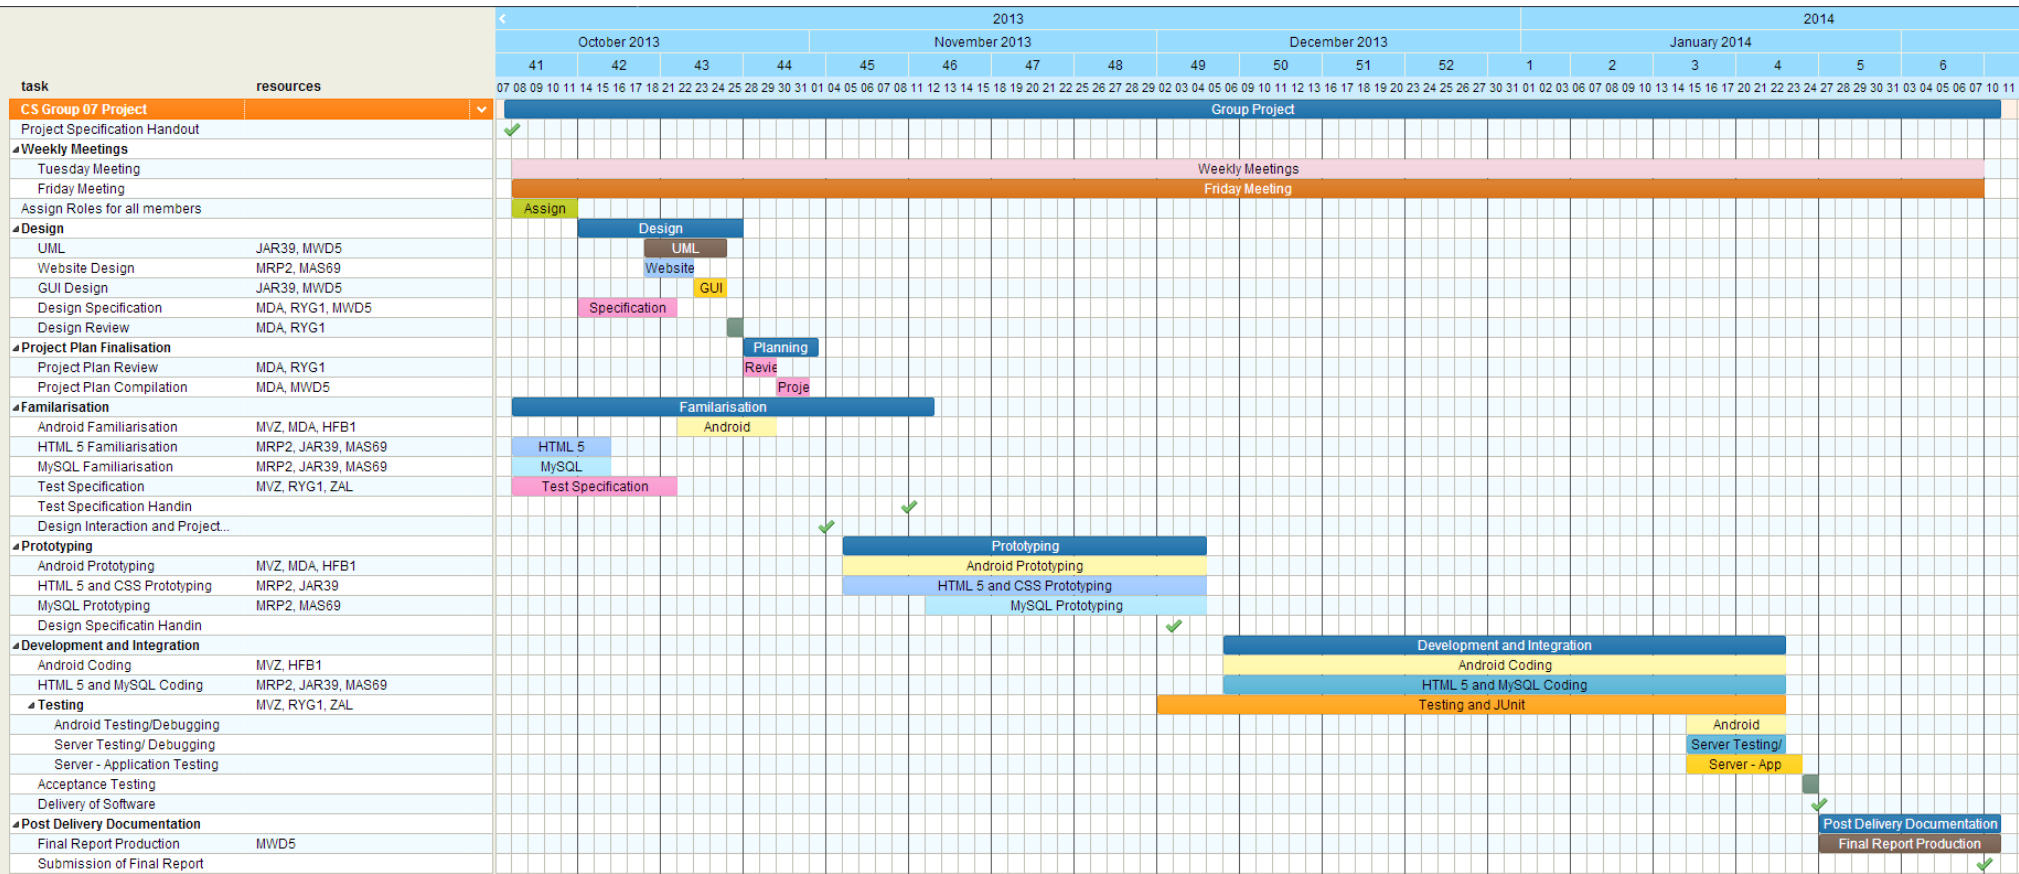 2013 2014
October 2013 November 2013 December 2013 January 2014
41 42 43 44 45 46 47 48 49 50 51 52 1 2 3 4 5 6
task resources 07 08 09 10 11 14 15 16 17 18 21 22 23 24 25 28 29 30 31 01 04 05 06 07 08 11 12 13 14 15 18 19 20 21 22 25 26 27 28 29 02 03 04 05 06 09 10 11 12 13 16 17 18 19 20 23 24 25 26 27 30 31 01 02 03 06 07 08 09 10 13 14 15 16 17 20 21 22 23 24 27 28 29 30 31 03 04 05 06 07 10 11
CS Group 07 Project Group Project
Project Specification Handout
Weekly Meetings
Tuesday Meeting Weekly Meetings
Friday Meeting Friday Meeting
Assign Roles for all members Assign
Design Design
UML JAR39, MWD5 UML
Website Design MRP2, MAS69 Website
GUI Design JAR39, MWD5 GUI
Design Specification MDA, RYG1, MWD5 Specification
Design Review MDA, RYG1
Project Plan Finalisation Planning
Project Plan Review MDA, RYG1 Revie
Project Plan Compilation MDA, MWD5 Proje
Familarisation Familarisation
Android Familiarisation MVZ, MDA, HFB1 Android
HTML 5 Familiarisation MRP2, JAR39, MAS69 HTML 5
MySQL Familiarisation MRP2, JAR39, MAS69 MySQL
Test Specification MVZ, RYG1, ZAL Test Specification
Test Specification Handin
Design Interaction and Project...
Prototyping Prototyping
Android Prototyping MVZ, MDA, HFB1 Android Prototyping
HTML 5 and CSS Prototyping MRP2, JAR39 HTML 5 and CSS Prototyping
MySQL Prototyping MRP2, MAS69 MySQL Prototyping
Design Specificatin Handin
Development and Integration Development and Integration
Android Coding MVZ, HFB1 Android Coding
HTML 5 and MySQL Coding MRP2, JAR39, MAS69 HTML 5 and MySQL Coding
Testing MVZ, RYG1, ZAL Testing and JUnit
Android Testing/Debugging Android
Server Testing/ Debugging Server Testing/
Server - Application Testing Server - App
Acceptance Testing
Delivery of Software
Post Delivery Documentation Post Delivery Documentation
Final Report Production MWD5 Final Report Production
Submission of Final Report